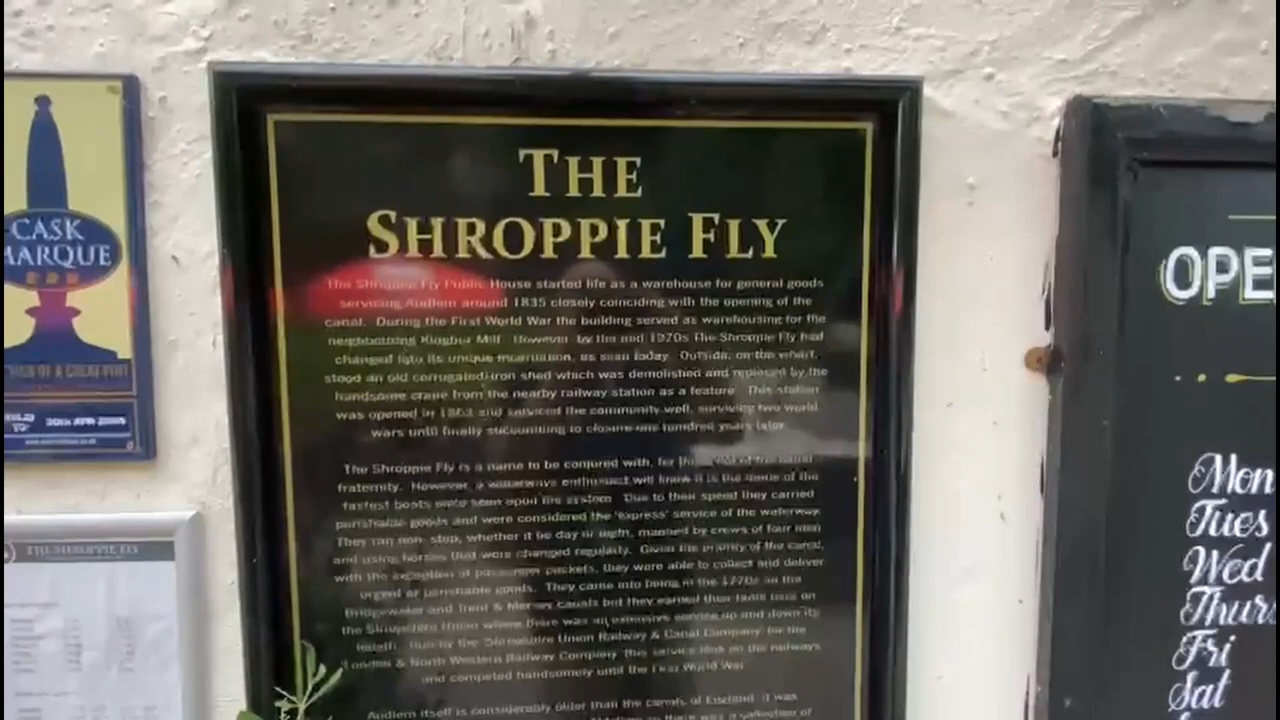 THE
SHROPPIE FLY
The Shroppie Fly Public House started life as a warehouse for general goods
servicing Audlem around 1835 closely coinciding with the opening of the
canal. During the First World War the building served as warehousing for the
neighbouring Kingbur Mill. However by the mid 1970s The Shroppie Fly had
changed into its unique incarnation, as seen today. Outside, on the wharf,
stood an old corrugated iron shed which was demolished and replaced by the
handsome crane from the nearby railway station as a feature. This station
was opened in 1863 and serviced the community well, surviving two world
wars until finally succumbing to closure one hundred years later.
The Shroppie Fly is a name to be conjured with, for
fraternity. However a waterways enthusiast will know it is the name of the
fastest boats ever seen upon the system. Due to their speed they carried
perishable goods and were considered the 'express' service of the waterway.
They ran non-stop, whether it be day or night, manned by crews of four men
and using horses that were changed regularly. Given the priority of the canal,
with the exception of passenger packets, they were able to collect and deliver
urgent or perishable goods. They came into being in the 1770s on the
Bridgewater and Trent & Mersey canals but they earned their fame on
the Shropshire Union where there was an extensive service up and down its
length. Run by the Shropshire Union Railway & Canal Company for the
London & North Western Railway Company this service took on the railways
and competed handsomely until the First World War
Audlem itself is considerably older than the canals of England. It was
a collection of
CASK
MARQUE
OF A GREAT PINT
30th APR
THE SHROPPIE FLY
OPE
Mon
Tues
Wed
Thurs
Fri
Sat